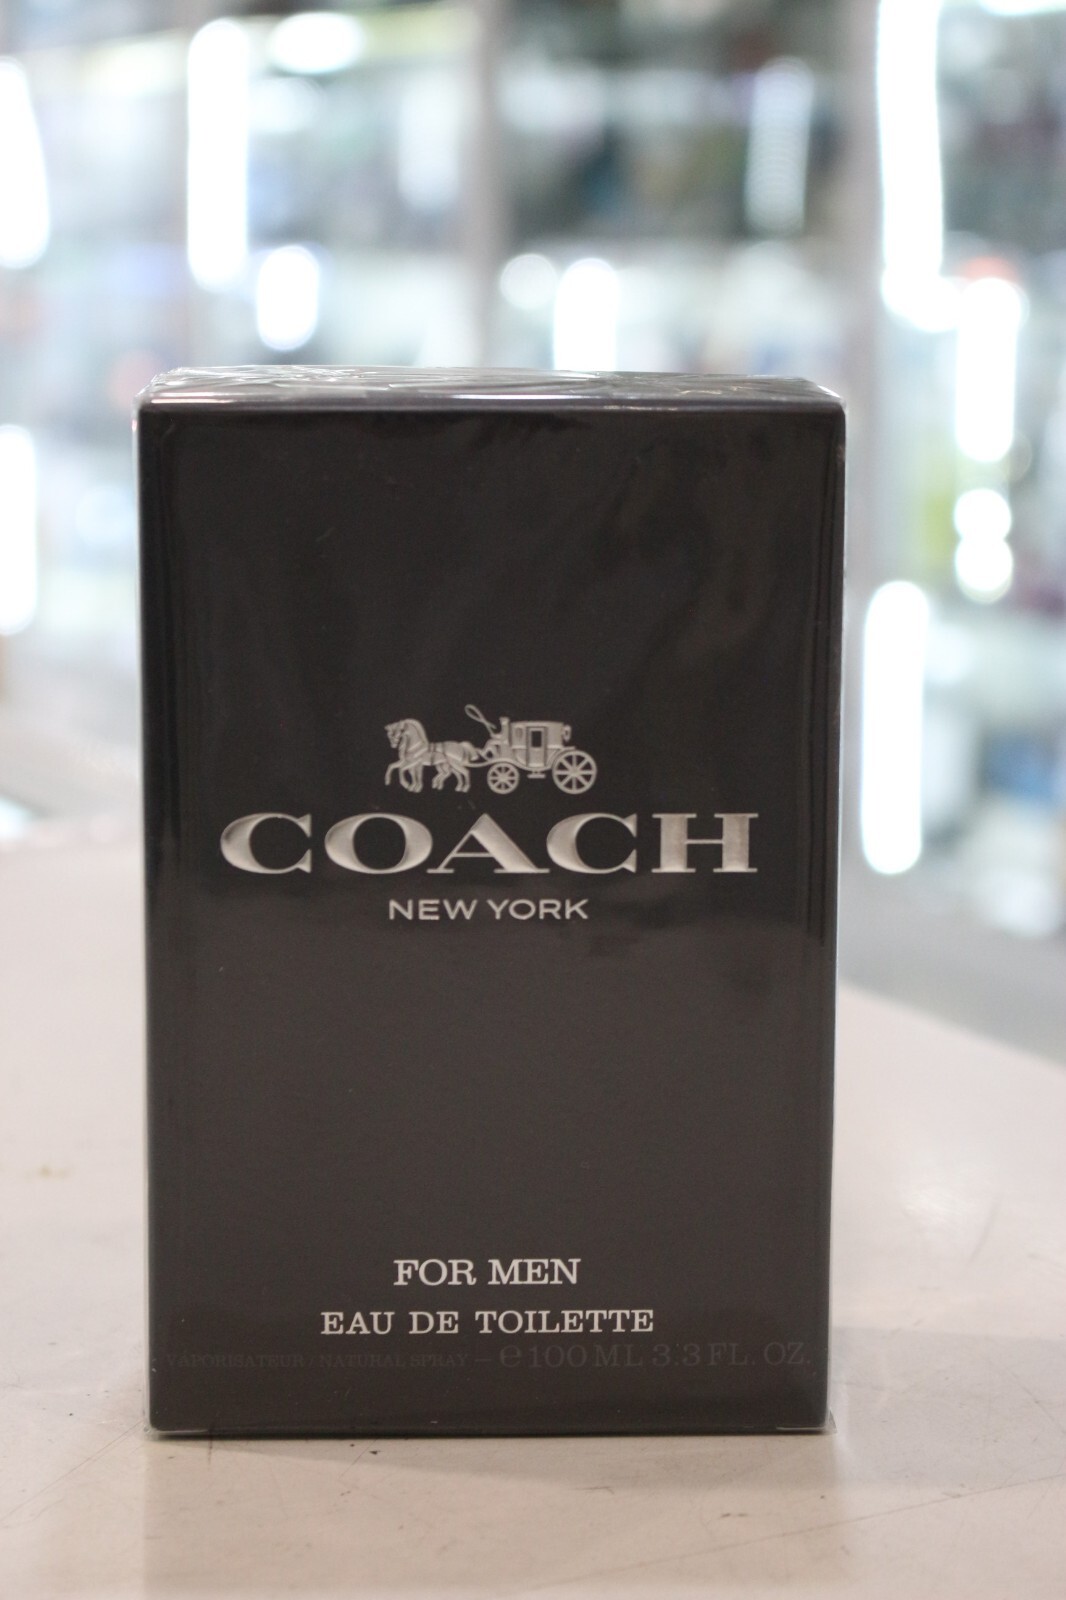 COACH
NEW YORK
FOR MEN
EAU DE TOILETTE
VAPORISATEUR / NATURAL SPRAY – ℮ 100 ML 3.3 FL. OZ.